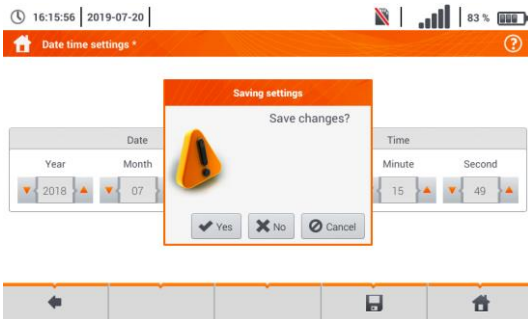 16:15:56 2019-07-20 83 %
Date time settings *
Saving settings
Save changes?
Date Time
Year Month Minute Second
2018 07 15 49
Yes No Cancel